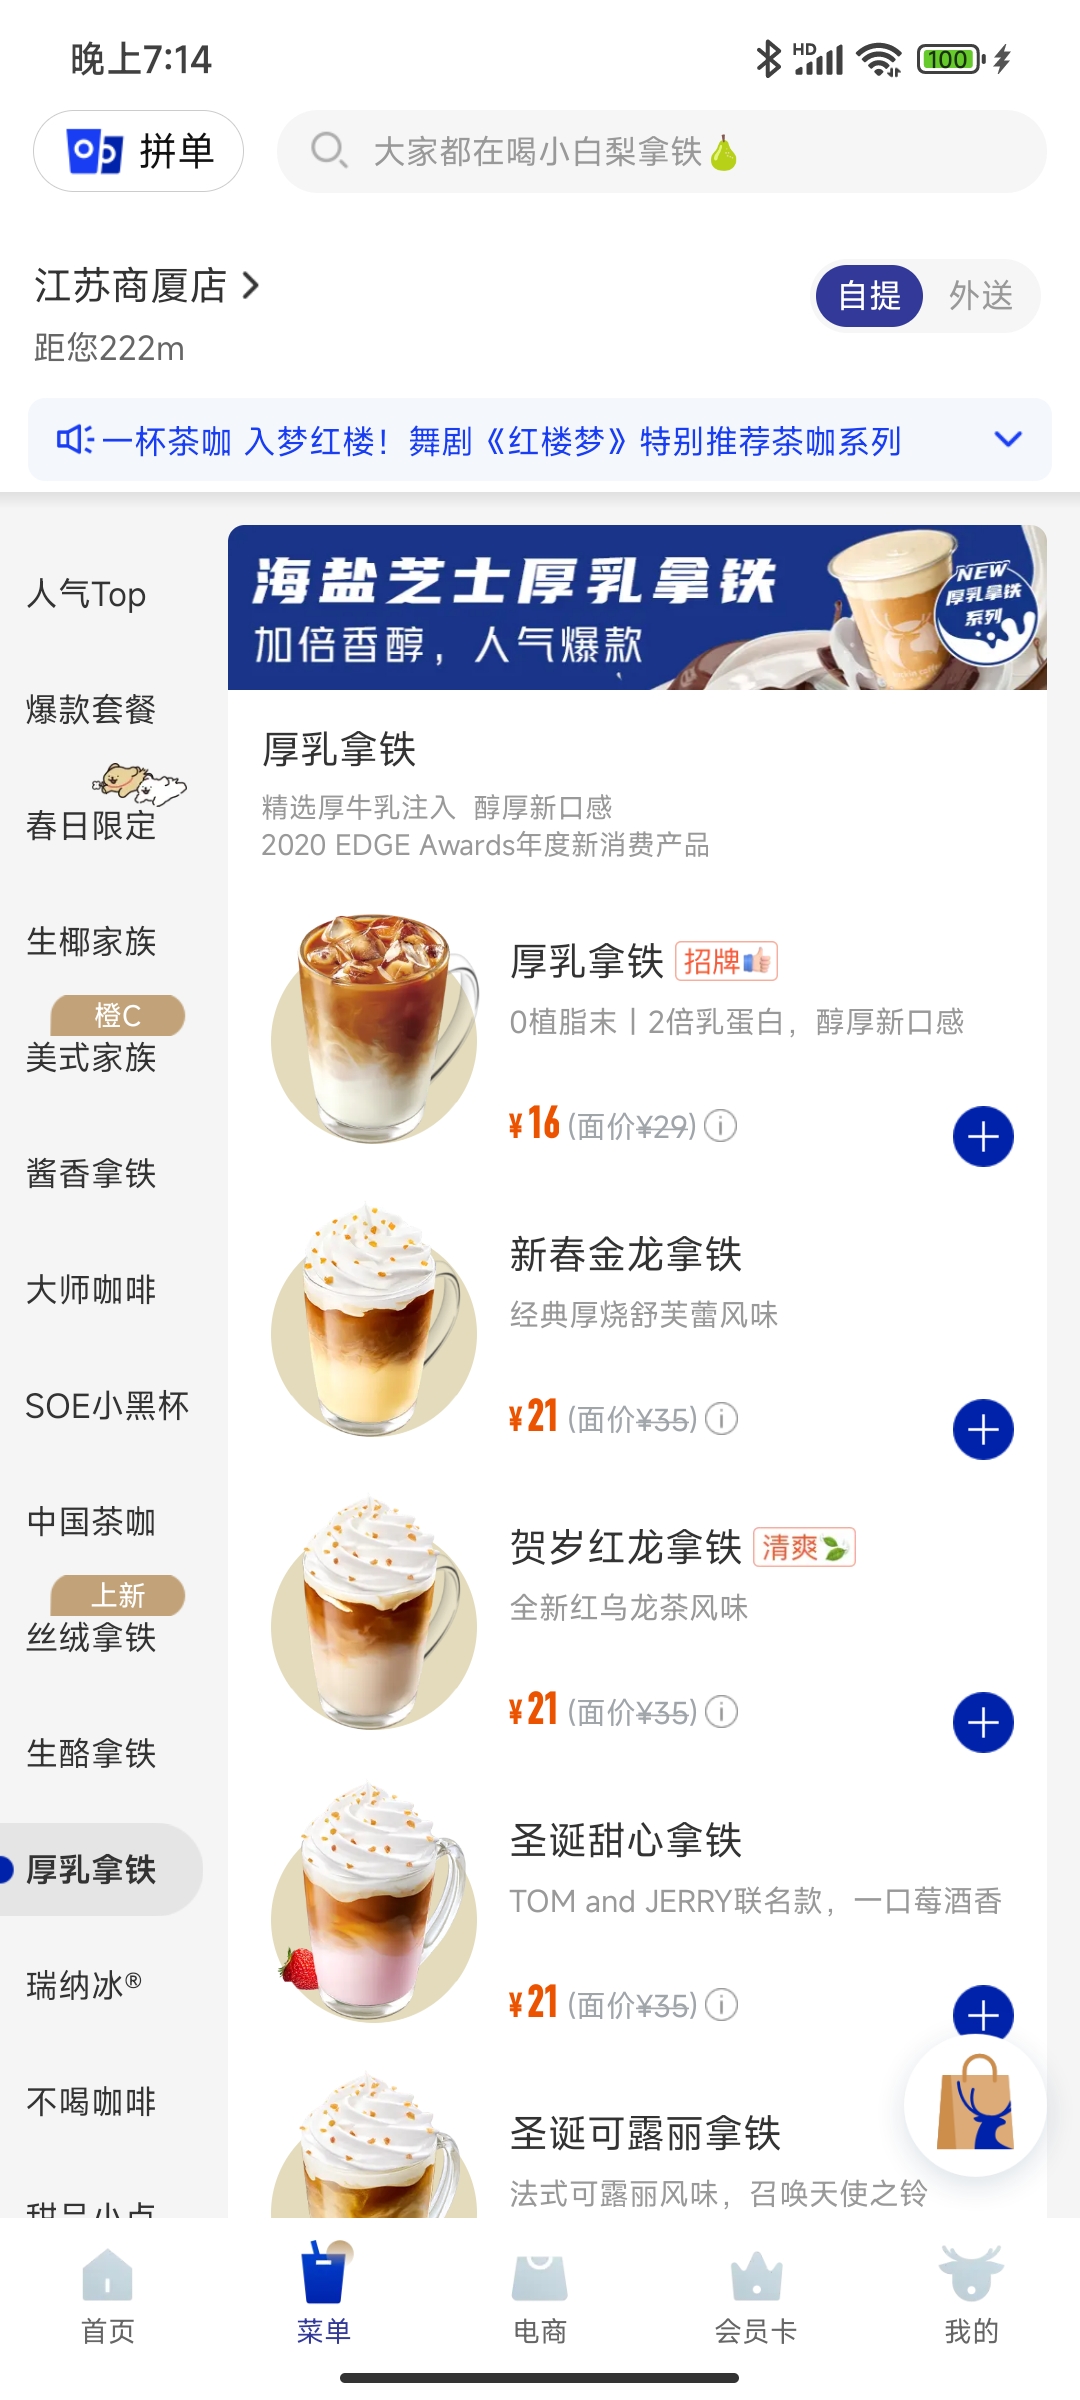 晚上7:14
HD
100
拼单
大家都在喝小白梨拿铁🍐
江苏商厦店
自提
外送
距您222m
一杯茶咖 入梦红楼！舞剧《红楼梦》特别推荐茶咖系列
人气Top
爆款套餐
春日限定
生椰家族
橙C
美式家族
酱香拿铁
大师咖啡
SOE小黑杯
中国茶咖
上新
丝绒拿铁
生酪拿铁
厚乳拿铁
瑞纳冰®
不喝咖啡
甜品小点
海盐芝士厚乳拿铁
加倍香醇，人气爆款
NEW
厚乳拿铁
系列
厚乳拿铁
精选厚牛乳注入 醇厚新口感
2020 EDGE Awards年度新消费产品
厚乳拿铁 招牌👍
0植脂末丨2倍乳蛋白，醇厚新口感
¥16 (面价¥29)
新春金龙拿铁
经典厚烧舒芙蕾风味
¥21 (面价¥35)
贺岁红龙拿铁 清爽🍃
全新红乌龙茶风味
¥21 (面价¥35)
圣诞甜心拿铁
TOM and JERRY联名款，一口莓酒香
¥21 (面价¥35)
圣诞可露丽拿铁
法式可露丽风味，召唤天使之铃
首页
菜单
电商
会员卡
我的